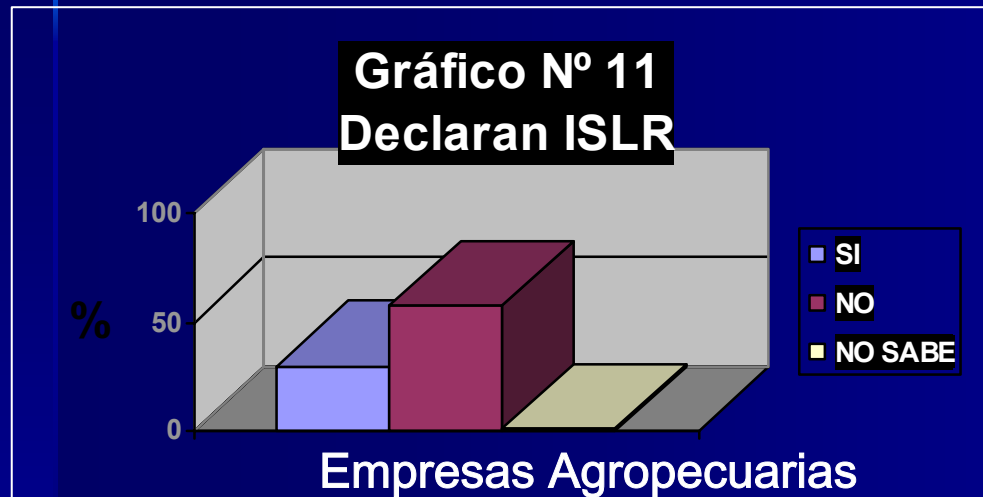 Gráfico Nº 11
Declaran ISLR
100
50
0
%
SI
NO
NO SABE
Empresas Agropecuarias